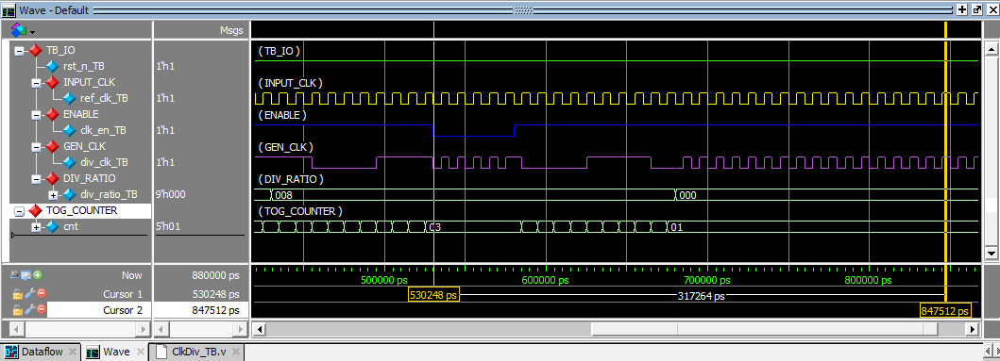 Wave - Default
Msgs
TB_IO
rst_n_TB 1'h1
INPUT_CLK
ref_clk_TB 1'h1
ENABLE
clk_en_TB 1'h1
GEN_CLK
div_clk_TB 1'h1
DIV_RATIO
div_ratio_TB 9'h000
TOG_COUNTER
cnt 5'h01
( TB_IO )
( INPUT_CLK )
( ENABLE )
( GEN_CLK )
( DIV_RATIO )
008 000
( TOG_COUNTER )
03 01
Now 880000 ps
500000 ps 600000 ps 700000 ps 800000 ps
Cursor 1 530248 ps
530248 ps 317264 ps
Cursor 2 847512 ps
847512 ps
Dataflow Wave ClkDiv_TB.v